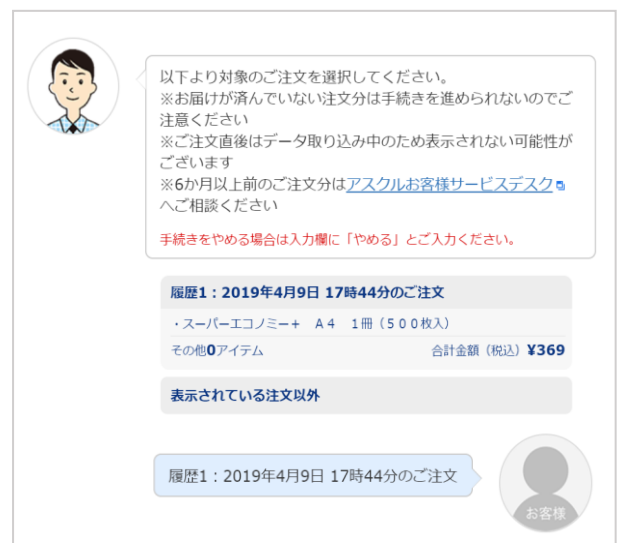 以下より対象のご注文を選択してください。
※お届けが済んでいない注文分は手続きを進められないのでご
注意ください
※ご注文直後はデータ取り込み中のため表示されない可能性が
ございます
※6か月以上前のご注文分はアスクルお客様サービスデスク
へご相談ください
手続きをやめる場合は入力欄に「やめる」とご入力ください。
履歴1：2019年4月9日 17時44分のご注文
・スーパーエコノミー＋　Ａ４　１冊（５００枚入）
その他0アイテム　合計金額（税込）¥369
表示されている注文以外
履歴1：2019年4月9日 17時44分のご注文
お客様